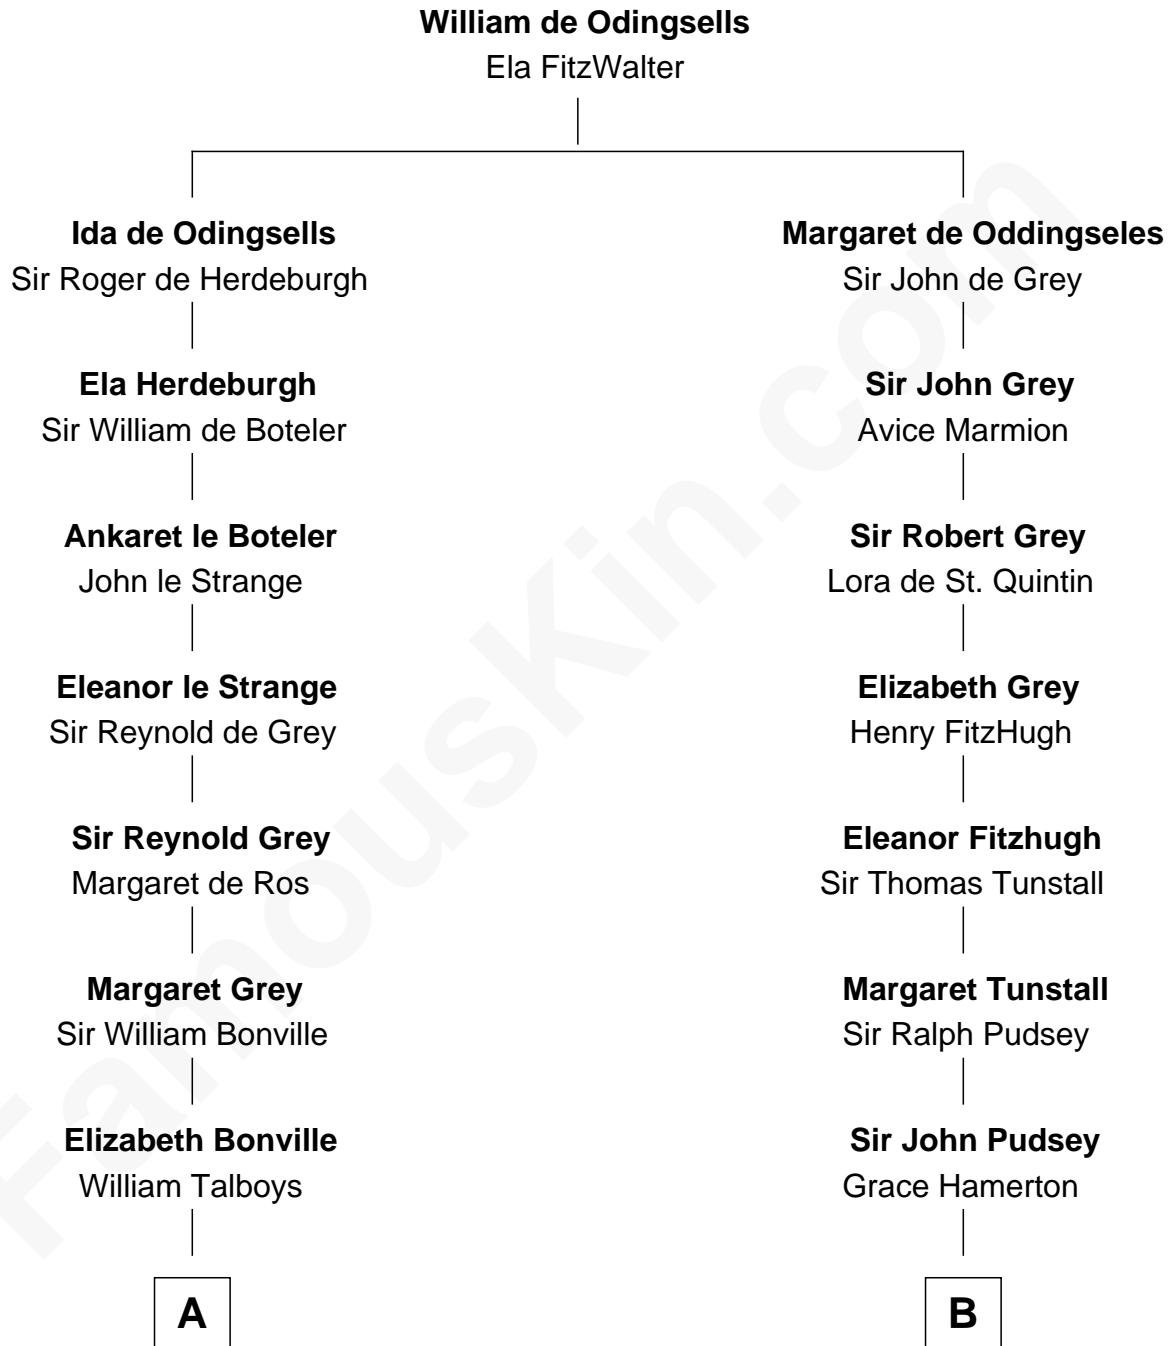 William de Odingsells
Ela FitzWalter
Ida de Odingsells
Sir Roger de Herdeburgh
Margaret de Oddingseles
Sir John de Grey
Ela Herdeburgh
Sir William de Boteler
Sir John Grey
Avice Marmion
Ankaret le Boteler
John le Strange
Sir Robert Grey
Lora de St. Quintin
Eleanor le Strange
Sir Reynold de Grey
Elizabeth Grey
Henry FitzHugh
Sir Reynold Grey
Margaret de Ros
Eleanor Fitzhugh
Sir Thomas Tunstall
Margaret Grey
Sir William Bonville
Margaret Tunstall
Sir Ralph Pudsey
Elizabeth Bonville
William Talboys
Sir John Pudsey
Grace Hamerton
A
B
FamousKin.com